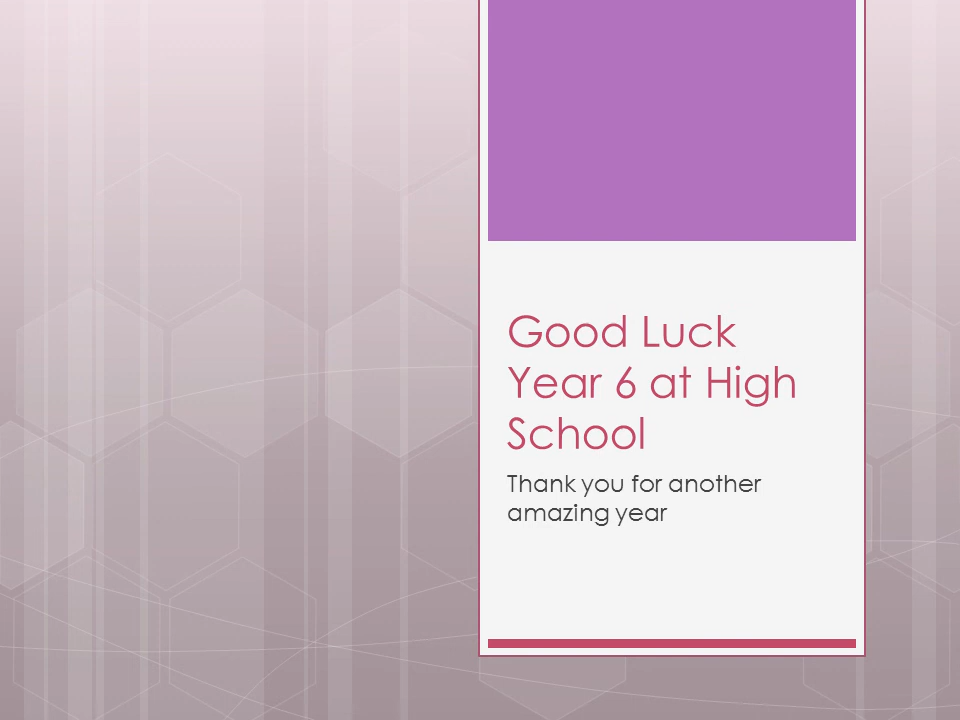 Good Luck
Year 6 at High
School
Thank you for another
amazing year